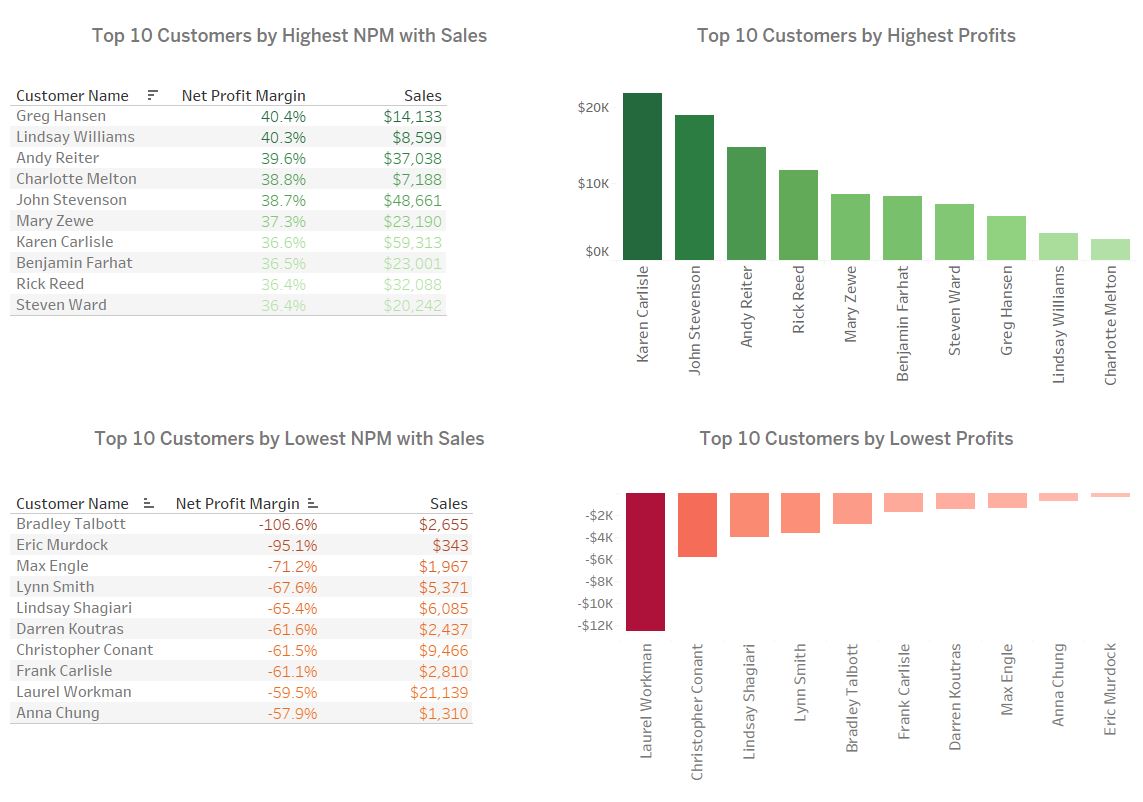 Top 10 Customers by Highest NPM with Sales
Customer Name Net Profit Margin Sales
Greg Hansen 40.4% $14,133
Lindsay Williams 40.3% $8,599
Andy Reiter 39.6% $37,038
Charlotte Melton 38.8% $7,188
John Stevenson 38.7% $48,661
Mary Zewe 37.3% $23,190
Karen Carlisle 36.6% $59,313
Benjamin Farhat 36.5% $23,001
Rick Reed 36.4% $32,088
Steven Ward 36.4% $20,242
Top 10 Customers by Highest Profits
$20K
$10K
$0K
Karen Carlisle
John Stevenson
Andy Reiter
Rick Reed
Mary Zewe
Benjamin Farhat
Steven Ward
Greg Hansen
Lindsay Williams
Charlotte Melton
Top 10 Customers by Lowest NPM with Sales
Customer Name Net Profit Margin Sales
Bradley Talbott -106.6% $2,655
Eric Murdock -95.1% $343
Max Engle -71.2% $1,967
Lynn Smith -67.6% $5,371
Lindsay Shagiari -65.4% $6,085
Darren Koutras -61.6% $2,437
Christopher Conant -61.5% $9,466
Frank Carlisle -61.1% $2,810
Laurel Workman -59.5% $21,139
Anna Chung -57.9% $1,310
Top 10 Customers by Lowest Profits
-$2K
-$4K
-$6K
-$8K
-$10K
-$12K
Laurel Workman
Christopher Conant
Lindsay Shagiari
Lynn Smith
Bradley Talbott
Frank Carlisle
Darren Koutras
Max Engle
Anna Chung
Eric Murdock